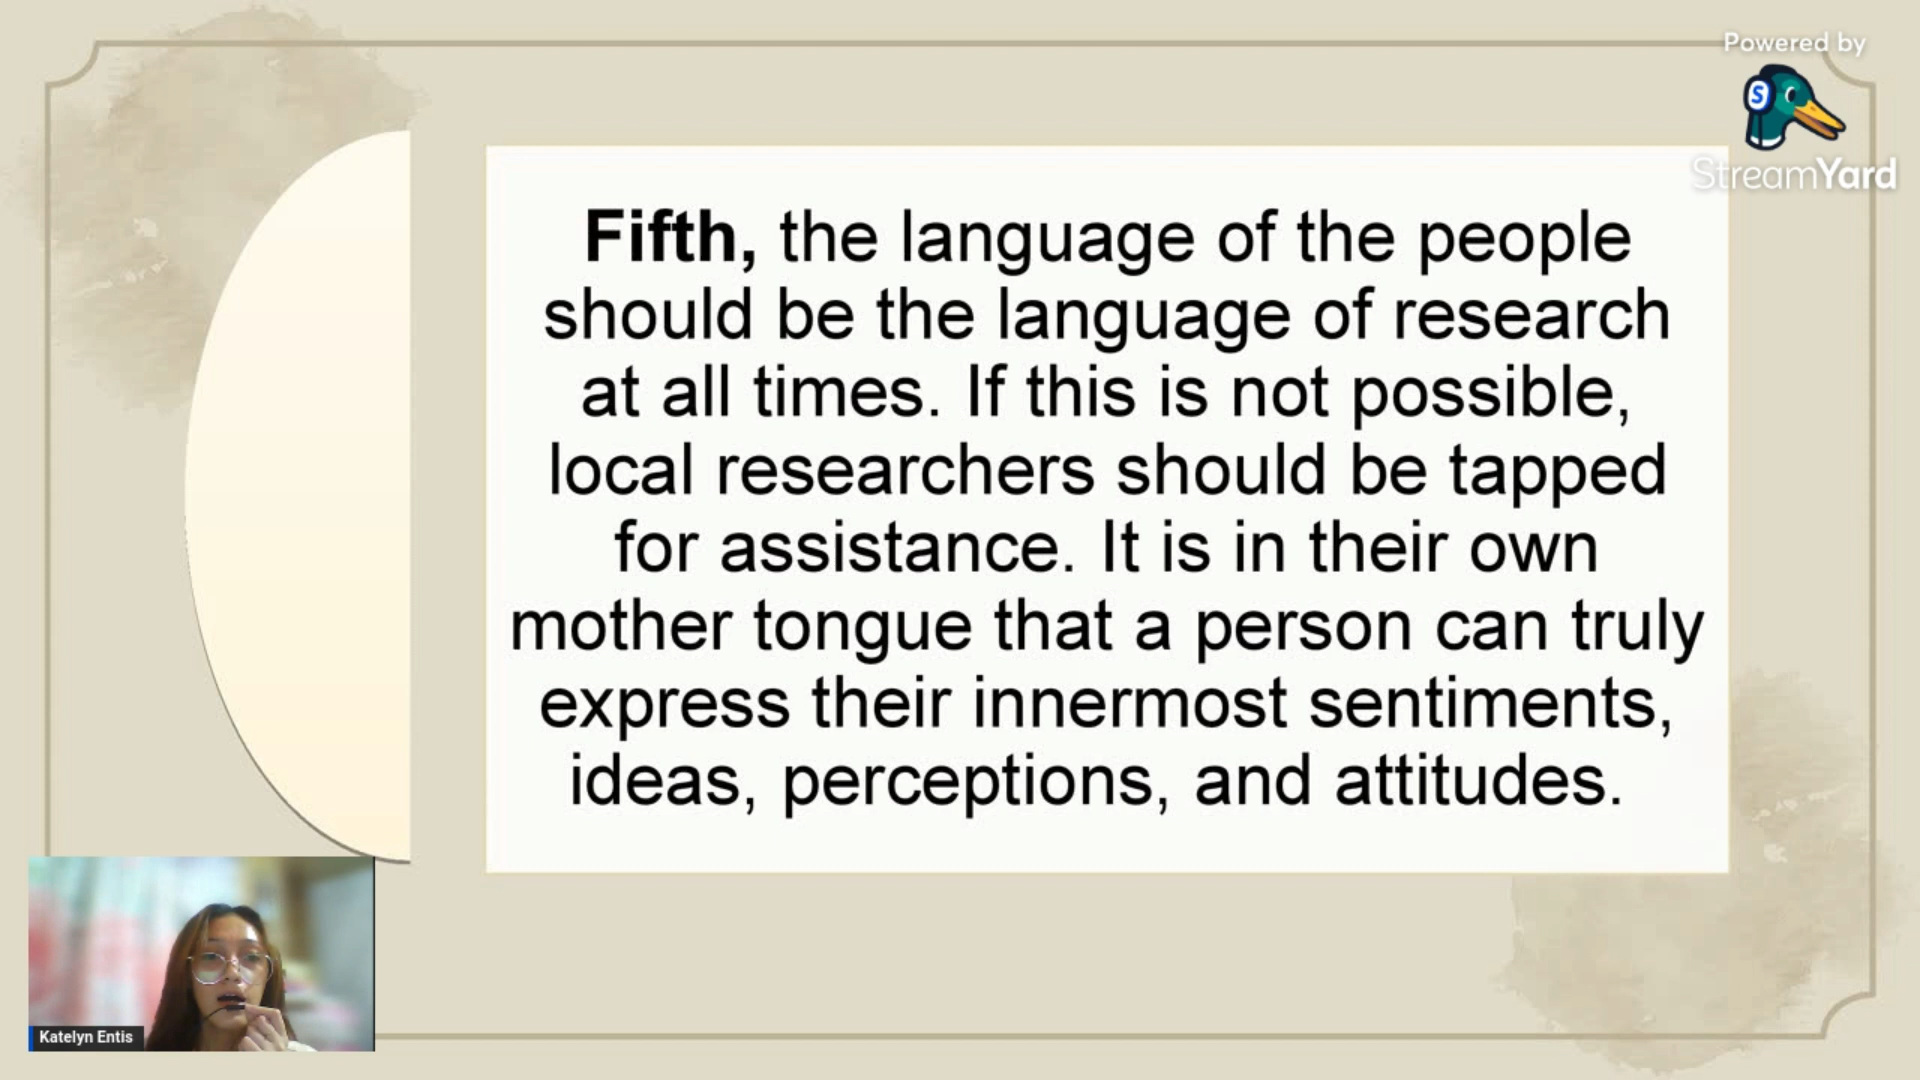 Powered by
S
StreamYard
Fifth, the language of the people
should be the language of research
at all times. If this is not possible,
local researchers should be tapped
for assistance. It is in their own
mother tongue that a person can truly
express their innermost sentiments,
ideas, perceptions, and attitudes.
Katelyn Entis